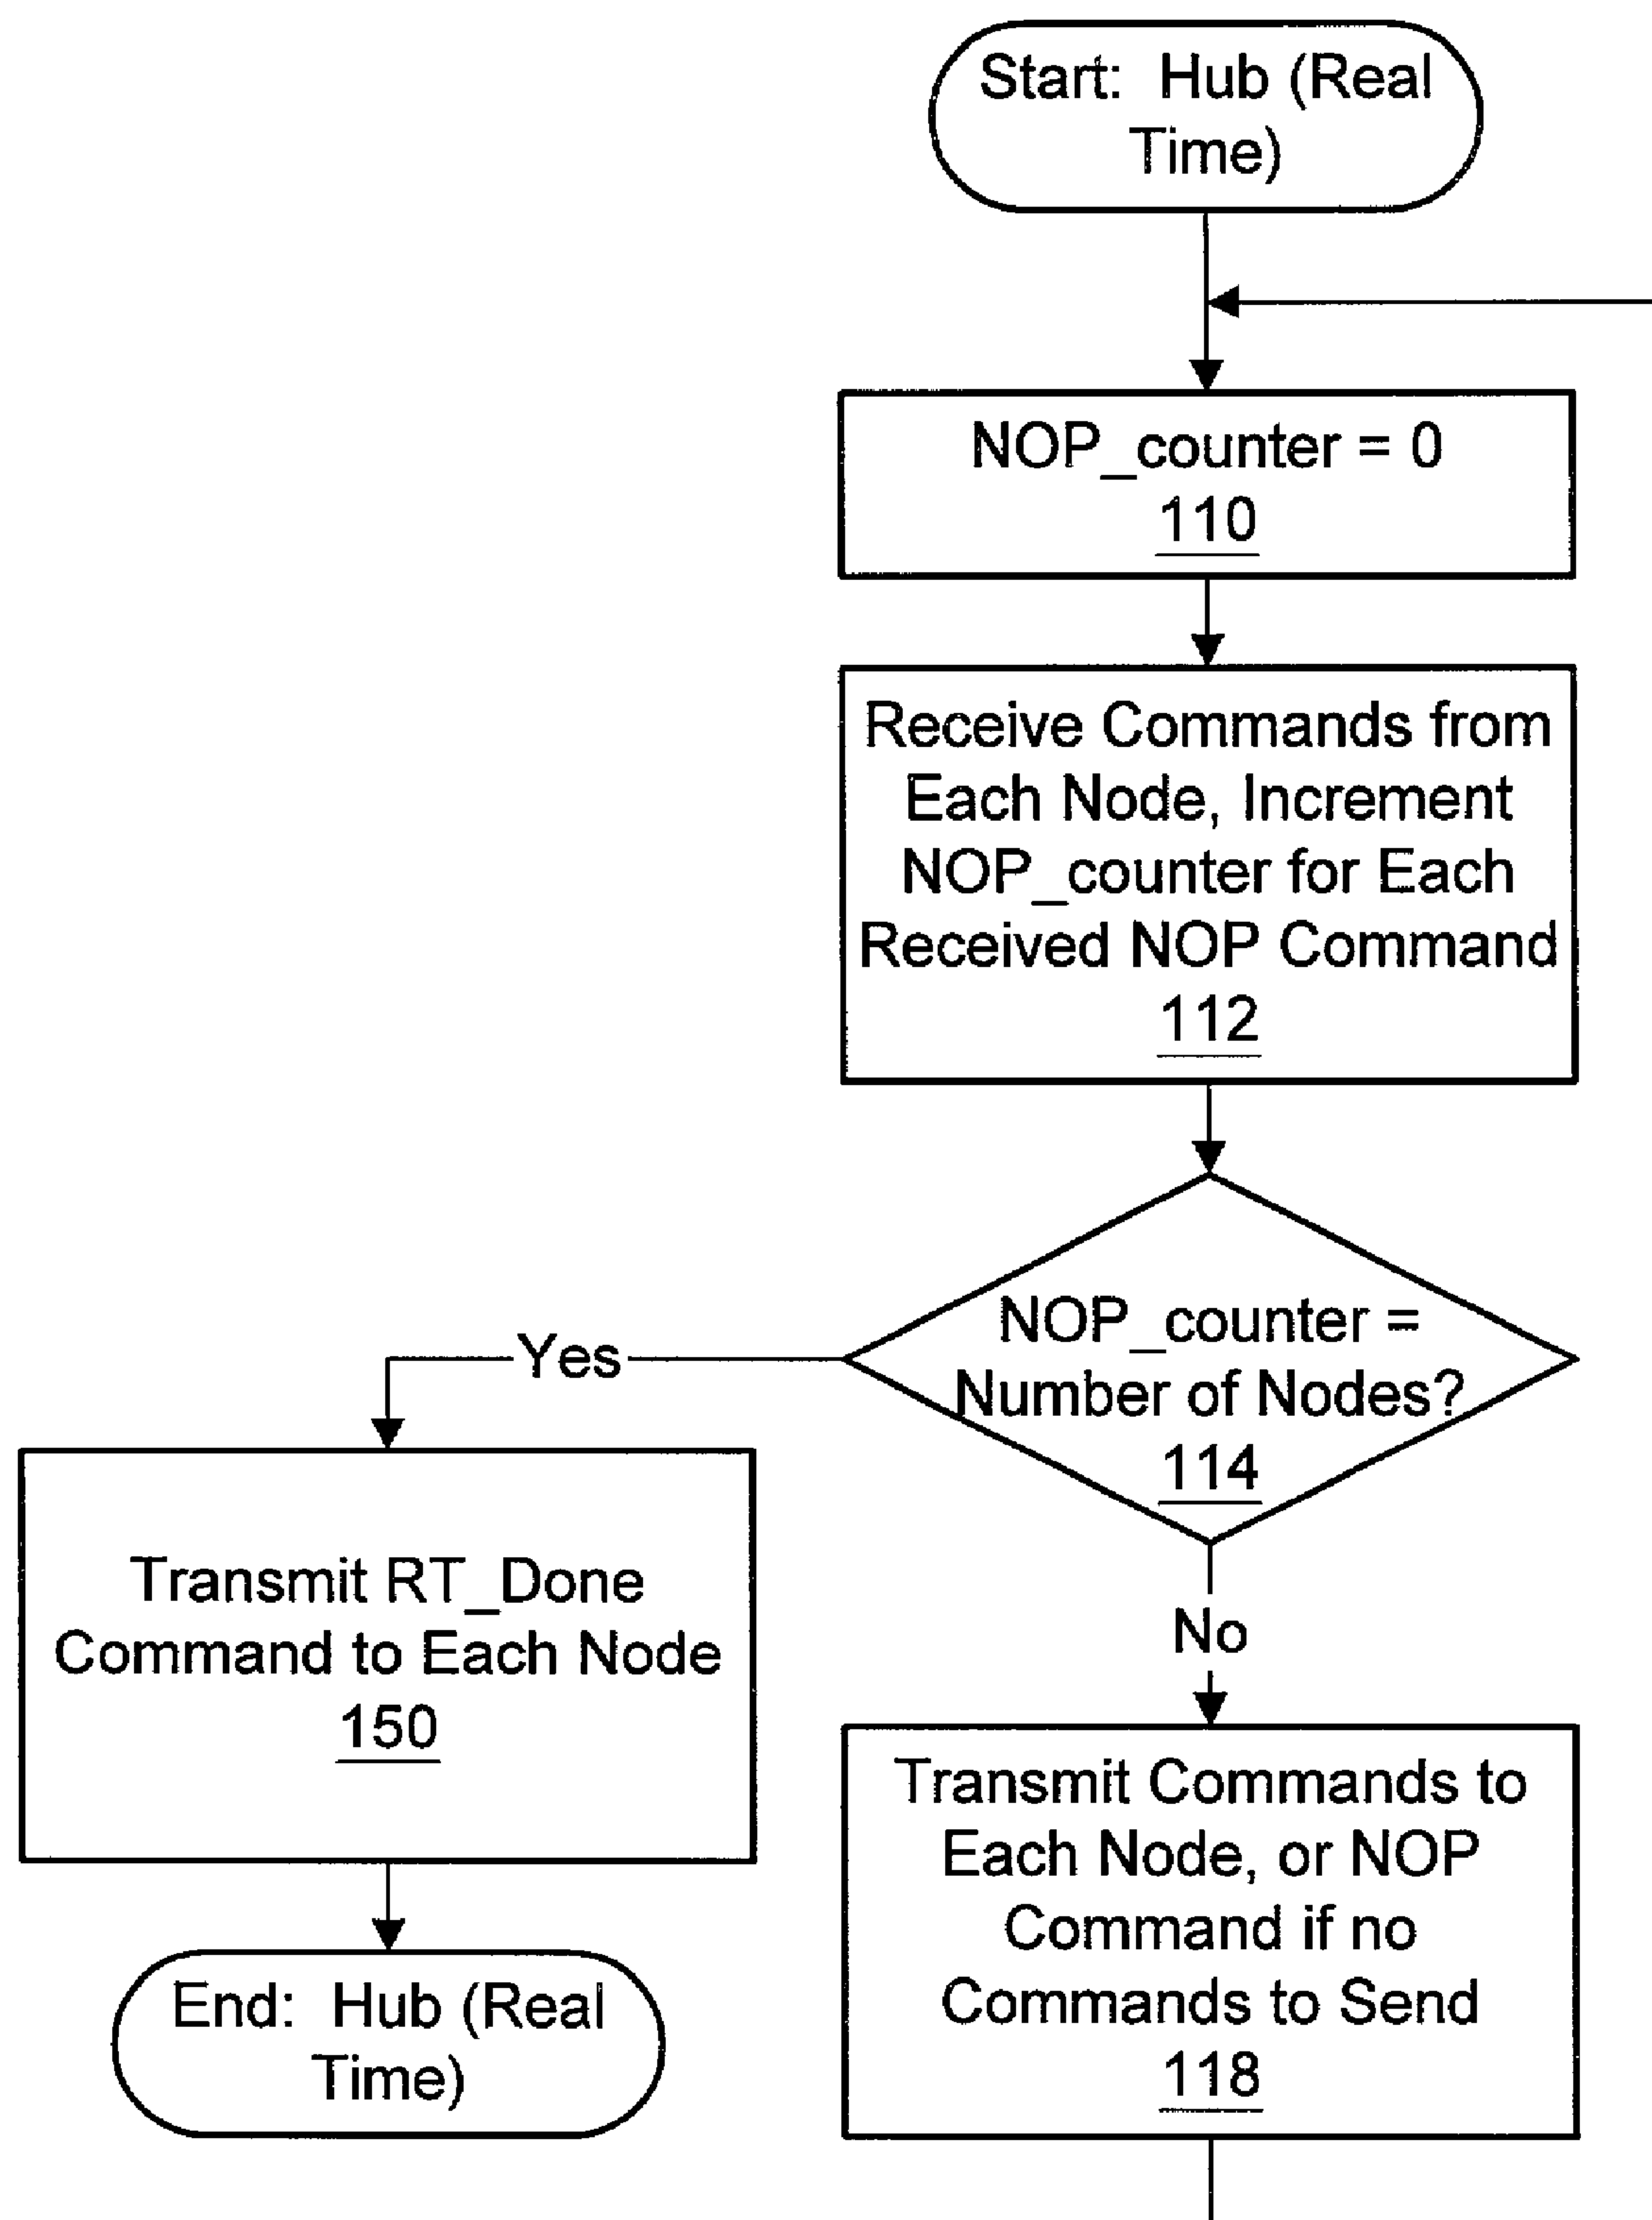 Start: Hub (Real
Time)
NOP_counter = 0
110
Receive Commands from
Each Node, Increment
NOP_counter for Each
Received NOP Command
112
NOP_counter =
Number of Nodes?
114
Yes
Transmit RT_Done
Command to Each Node
150
End: Hub (Real
Time)
No
Transmit Commands to
Each Node, or NOP
Command if no
Commands to Send
118